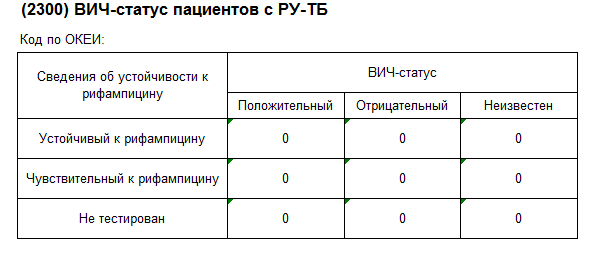 (2300) ВИЧ-статус пациентов с РУ-ТБ
Код по ОКЕИ:
Сведения об устойчивости к рифампицину
ВИЧ-статус
Положительный Отрицательный Неизвестен
Устойчивый к рифампицину 0 0 0
Чувствительный к рифампицину 0 0 0
Не тестирован 0 0 0